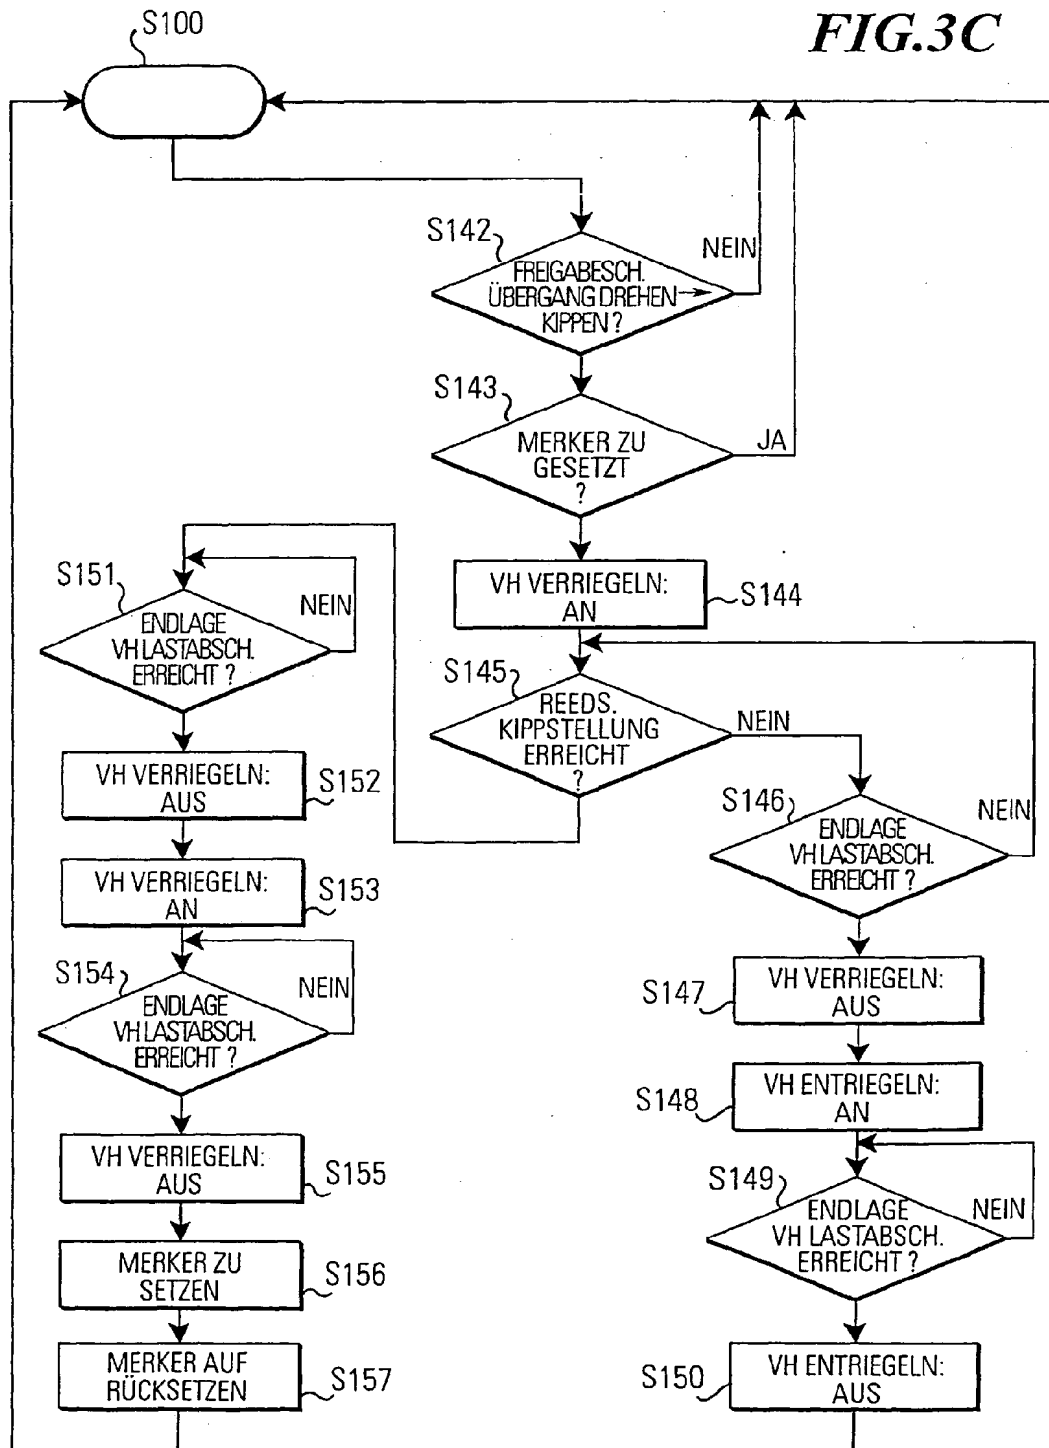 FIG.3C
S100
S142
FREIGABESCH.
ÜBERGANG DREHEN→
KIPPEN ?
NEIN
S143
MERKER ZU
GESETZT
?
JA
VH VERRIEGELN:
AN
S144
S145
REEDS.
KIPPSTELLUNG
ERREICHT
?
NEIN
S146
ENDLAGE
VH LASTABSCH.
ERREICHT ?
NEIN
S147
VH VERRIEGELN:
AUS
S148
VH ENTRIEGELN:
AN
S149
ENDLAGE
VH LASTABSCH.
ERREICHT ?
NEIN
S150
VH ENTRIEGELN:
AUS
S151
ENDLAGE
VH LASTABSCH.
ERREICHT ?
NEIN
VH VERRIEGELN:
AUS
S152
VH VERRIEGELN:
AN
S153
S154
ENDLAGE
VH LASTABSCH.
ERREICHT ?
NEIN
VH VERRIEGELN:
AUS
S155
MERKER ZU
SETZEN
S156
MERKER AUF
RÜCKSETZEN
S157